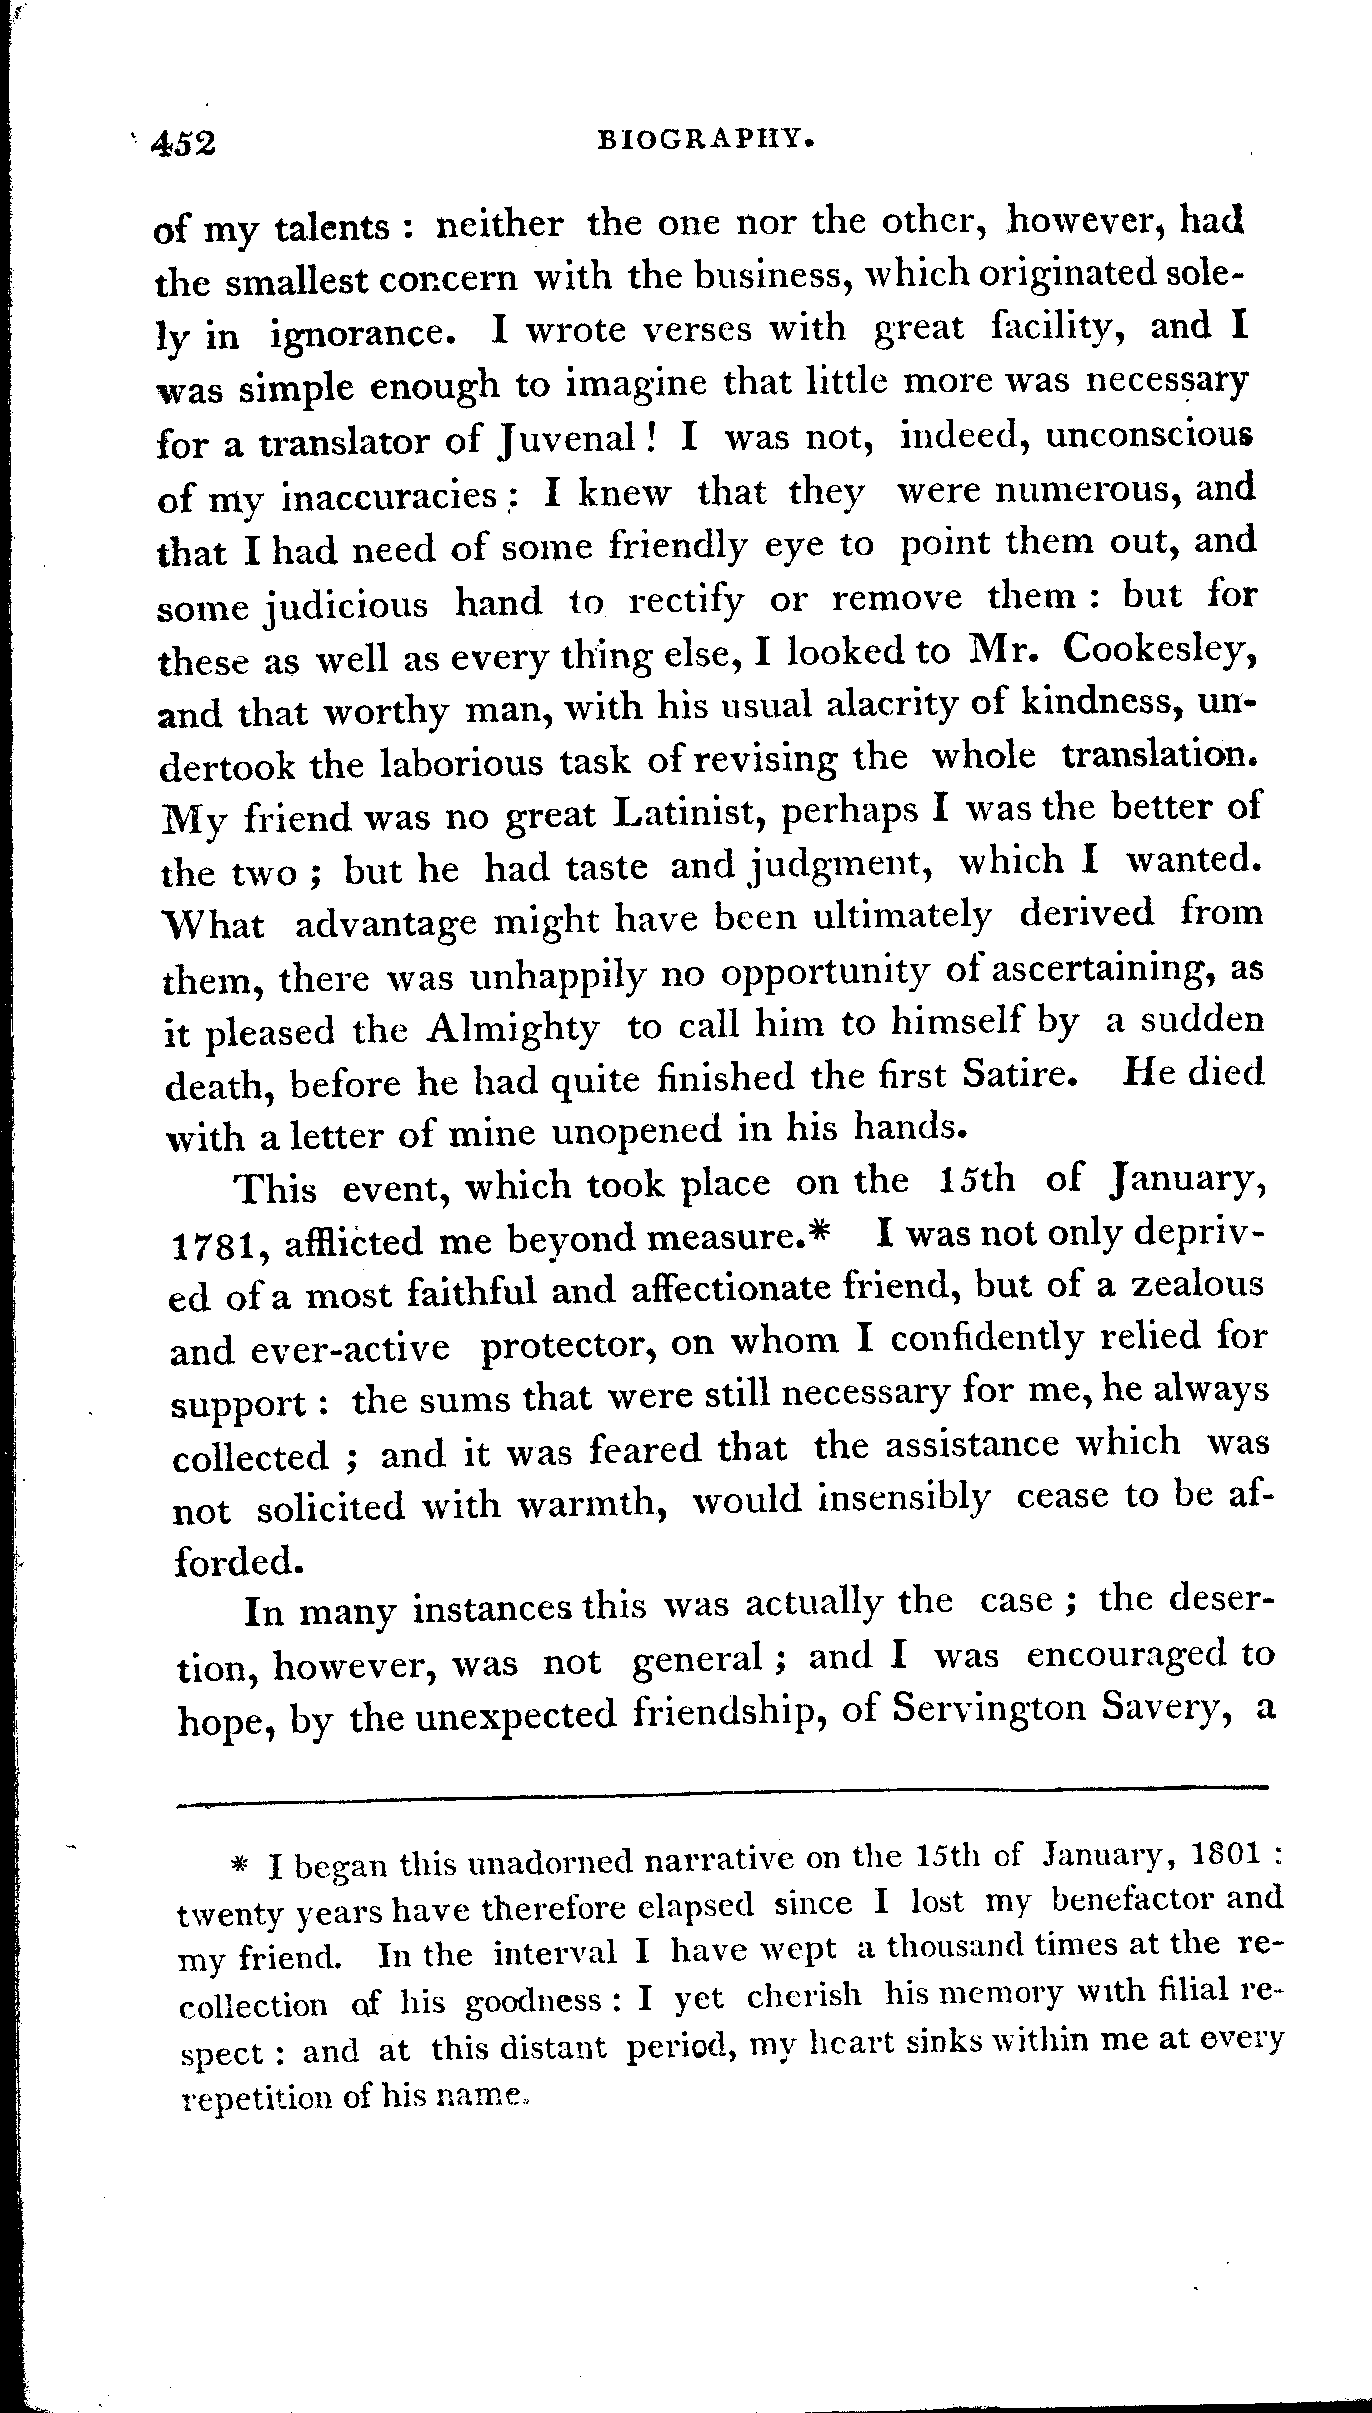 452 BIOGRAPHY.
of my talents : neither the one nor the other, however, had
the smallest concern with the business, which originated sole-
ly in ignorance. I wrote verses with great facility, and I
was simple enough to imagine that little more was necessary
for a translator of Juvenal ! I was not, indeed, unconscious
of my inaccuracies : I knew that they were numerous, and
that I had need of some friendly eye to point them out, and
some judicious hand to rectify or remove them : but for
these as well as every thing else, I looked to Mr. Cookesley,
and that worthy man, with his usual alacrity of kindness, un-
dertook the laborious task of revising the whole translation.
My friend was no great Latinist, perhaps I was the better of
the two ; but he had taste and judgment, which I wanted.
What advantage might have been ultimately derived from
them, there was unhappily no opportunity of ascertaining, as
it pleased the Almighty to call him to himself by a sudden
death, before he had quite finished the first Satire. He died
with a letter of mine unopened in his hands.
This event, which took place on the 15th of January,
1781, afflicted me beyond measure.* I was not only depriv-
ed of a most faithful and affectionate friend, but of a zealous
and ever-active protector, on whom I confidently relied for
support : the sums that were still necessary for me, he always
collected ; and it was feared that the assistance which was
not solicited with warmth, would insensibly cease to be af-
forded.
In many instances this was actually the case ; the deser-
tion, however, was not general ; and I was encouraged to
hope, by the unexpected friendship, of Servington Savery, a
* I began this unadorned narrative on the 15th of January, 1801 :
twenty years have therefore elapsed since I lost my benefactor and
my friend. In the interval I have wept a thousand times at the re-
collection of his goodness : I yet cherish his memory with filial re-
spect : and at this distant period, my heart sinks within me at every
repetition of his name.